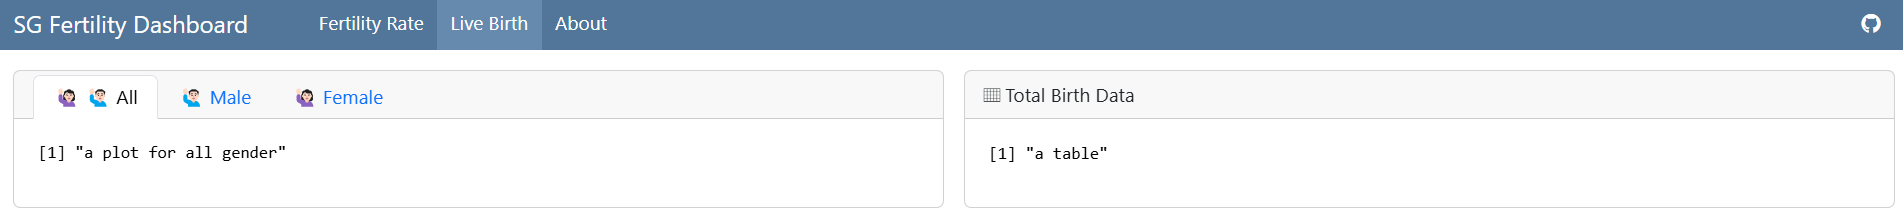 SG Fertility Dashboard Fertility Rate Live Birth About
All Male Female
[1] "a plot for all gender"
Total Birth Data
[1] "a table"